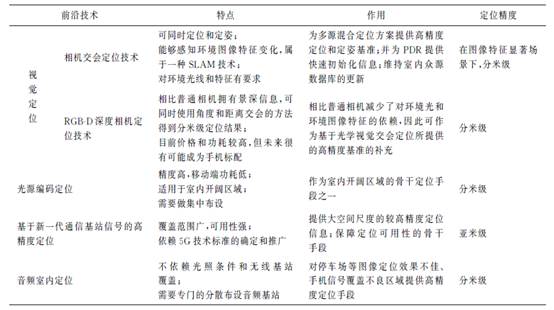 前沿技术 特点 作用 定位精度
视觉定位
相机交会定位技术
可同时定位和定姿;
能够感知环境图像特征变化,属
于一种 SLAM 技术;
对环境光线和特征有要求
为多源混合定位方案提供高精度
定位和定姿基准;并为 PDR 提供
快速初始化信息;维持室内众源
数据库的更新
在图像特征显著场
景下,分米级
RGB-D 深度相机定
位技术
相比普通相机拥有景深信息,可
同时使用角度和距离交会的方法
得到分米级定位结果;
目前价格和功耗较高,但未来很
有可能成为手机标配
相比普通相机减少了对环境光和
环境图像特征的依赖,因此可作
为基于光学视觉交会定位所提供
的高精度基准的补充
分米级
光源编码定位
精度高,移动端功耗低;
适用于室内开阔区域;
需要做集中布设
作为室内开阔区域的骨干定位手
段之一
分米级
基于新一代通信基站信号的高
精度定位
覆盖范围广,可用性强;
依赖 5G 技术标准的确定和推广
提供大空间尺度的较高精度定位
信息;保障定位可用性的骨干
手段
亚米级
音频室内定位
不依赖光照条件和无线基站
覆盖;
需要专门的分散布设音频基站
对停车场等图像定位效果不佳、
手机信号覆盖不良区域提供高精
度定位手段
分米级